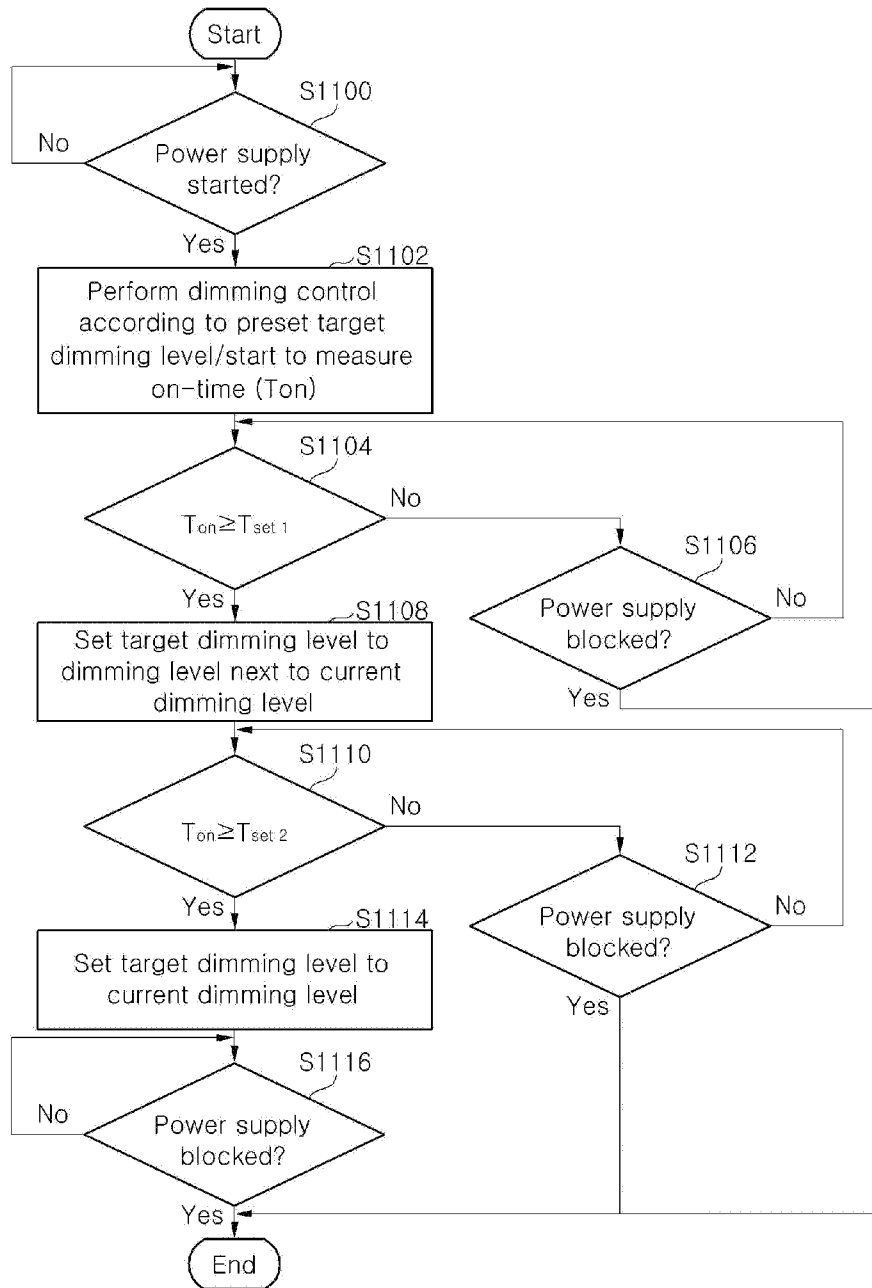 Start
S1100
No
Power supply
started?
Yes
S1102
Perform dimming control
according to preset target
dimming level/start to measure
on-time (Ton)
S1104
No
Ton≥Tset 1
S1106
Yes
Power supply
blocked?
No
S1108
Set target dimming level to
dimming level next to current
dimming level
Yes
S1110
No
Ton≥Tset 2
S1112
Yes
Power supply
blocked?
No
S1114
Set target dimming level to
current dimming level
Yes
S1116
No
Power supply
blocked?
Yes
End